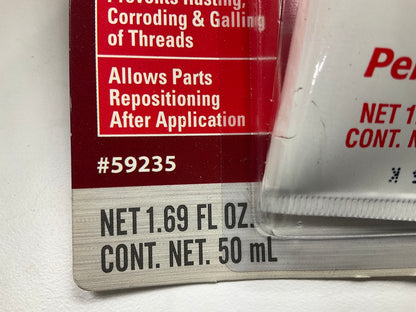 Prevents Rusting,
Corroding & Galling
of Threads
Allows Parts
Repositioning
After Application
#59235
NET 1.69 FL OZ.
CONT. NET. 50 mL
NET 1
CONT. N